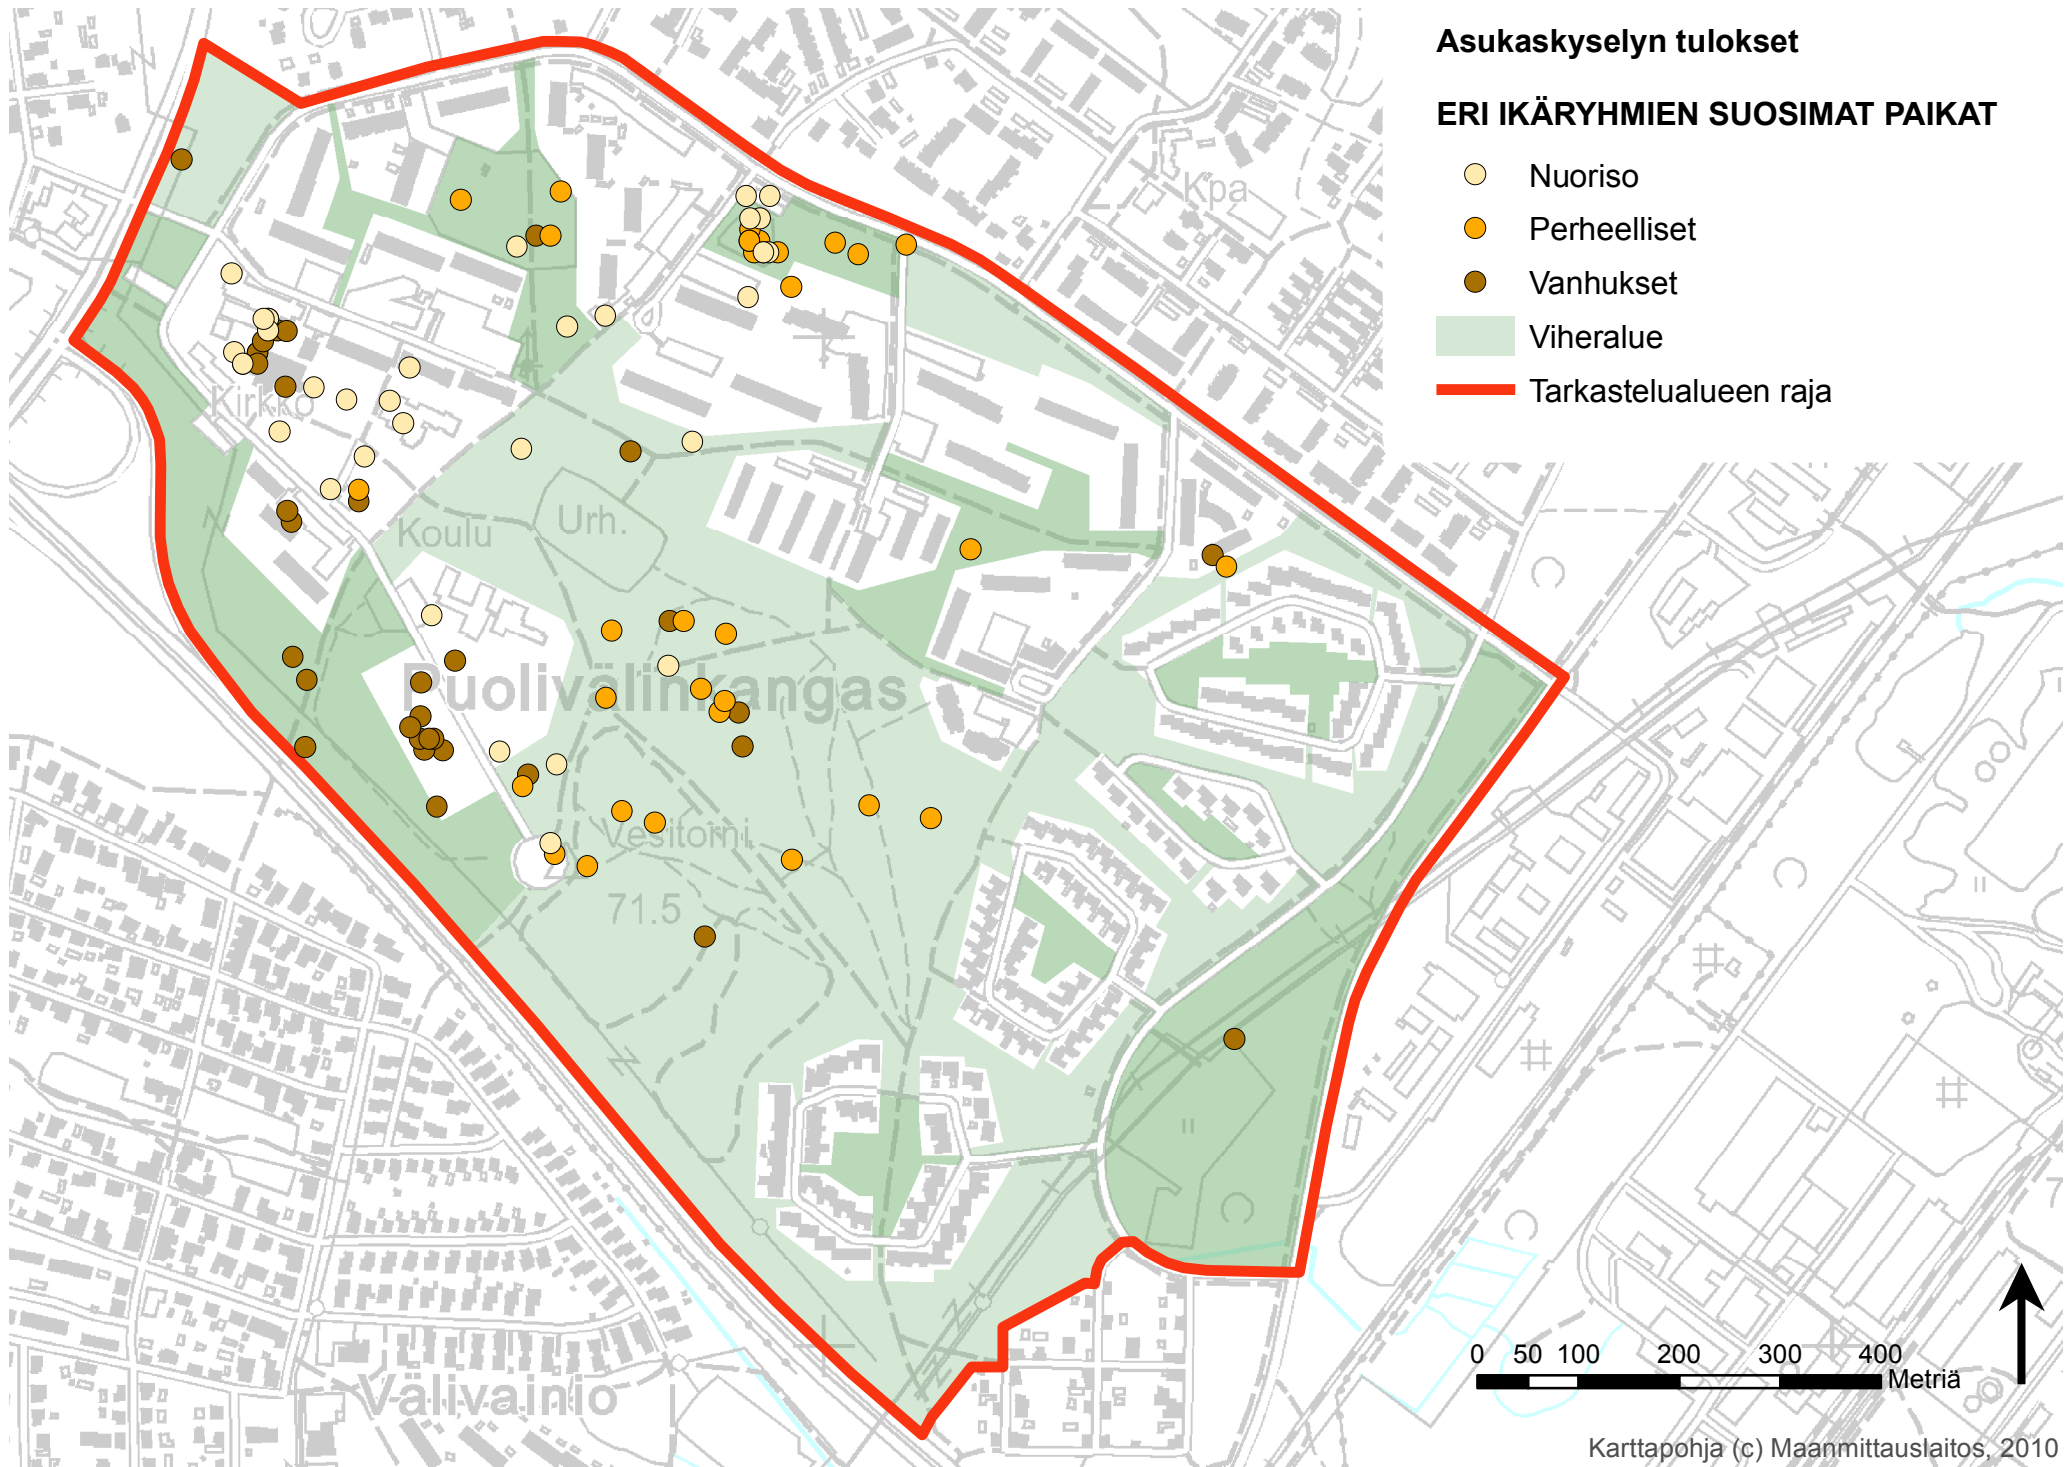 Asukaskyselyn tulokset
ERI IKÄRYHMIEN SUOSIMAT PAIKAT
Nuoriso
Perheelliset
Vanhukset
Viheralue
Tarkastelualueen raja
Kpa
Kirkko
Koulu
Urh.
Puolivälinkangas
Vesitorni
71.5
Välivainio
0 50 100 200 300 400
Metriä
Karttapohja (c) Maanmittauslaitos, 2010